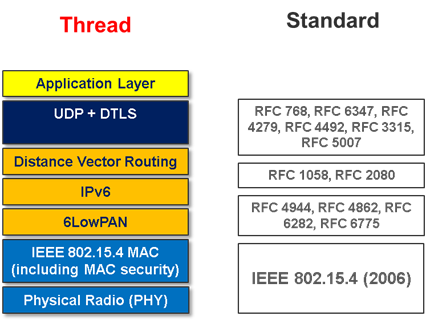 Thread
Standard
Application Layer
UDP + DTLS
RFC 768, RFC 6347, RFC
4279, RFC 4492, RFC 3315,
RFC 5007
Distance Vector Routing
RFC 1058, RFC 2080
IPv6
6LowPAN
RFC 4944, RFC 4862, RFC
6282, RFC 6775
IEEE 802.15.4 MAC
(including MAC security)
IEEE 802.15.4 (2006)
Physical Radio (PHY)